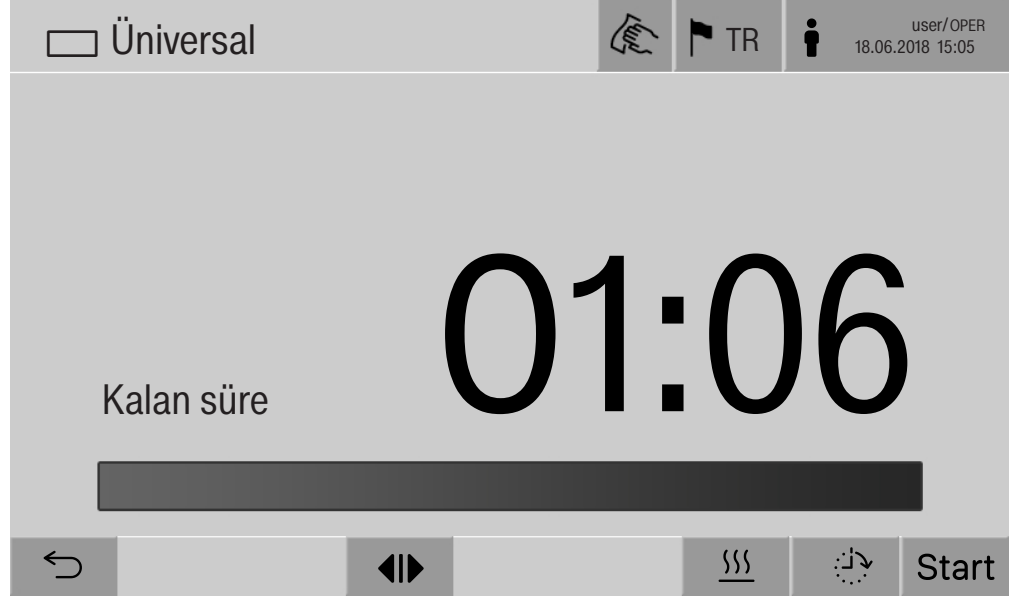 Üniversal
TR
user/OPER
18.06.2018 15:05
01:06
Kalan süre
Start